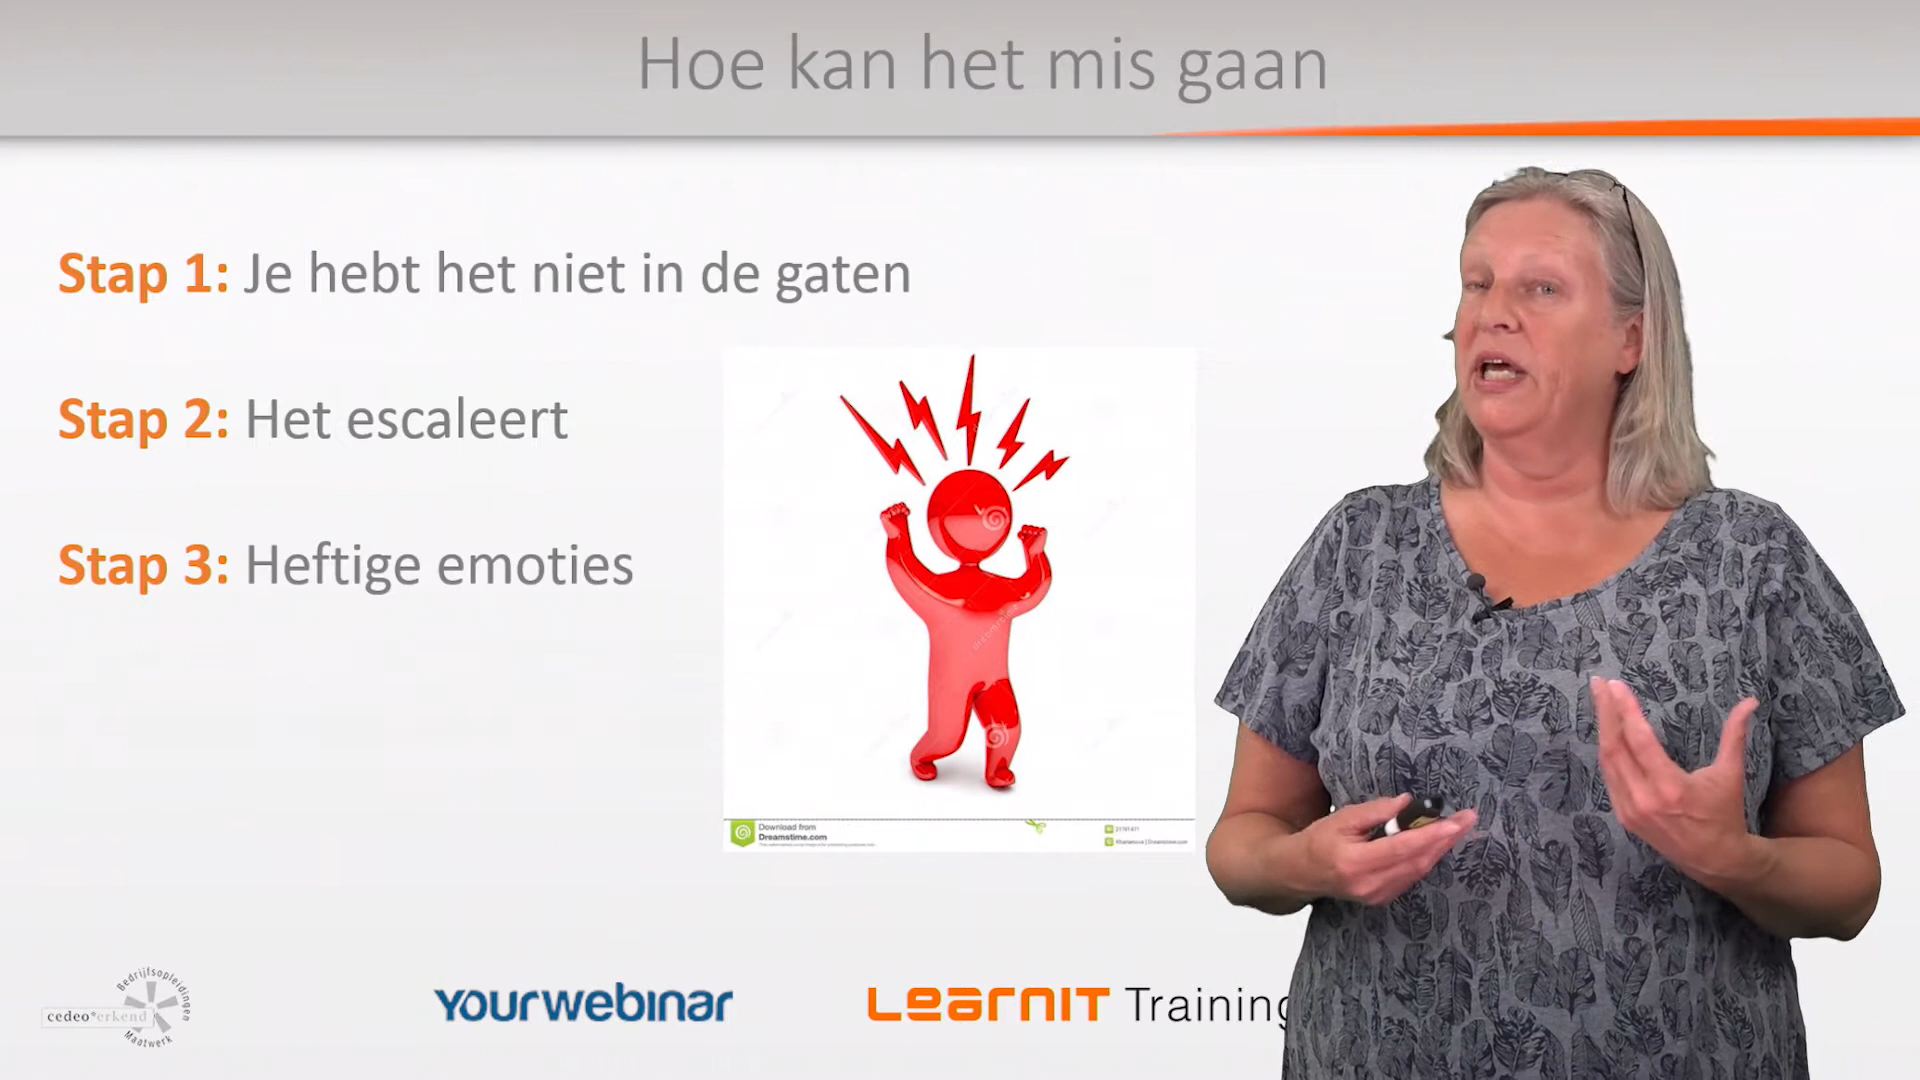 Hoe kan het mis gaan
Stap 1: Je hebt het niet in de gaten
Stap 2: Het escaleert
Stap 3: Heftige emoties
Download from
Dreamstime.com
Bedrijfsopleidingen
cedeo*erkend
Maatwerk
YOURWEBINAR
LEARNIT Training